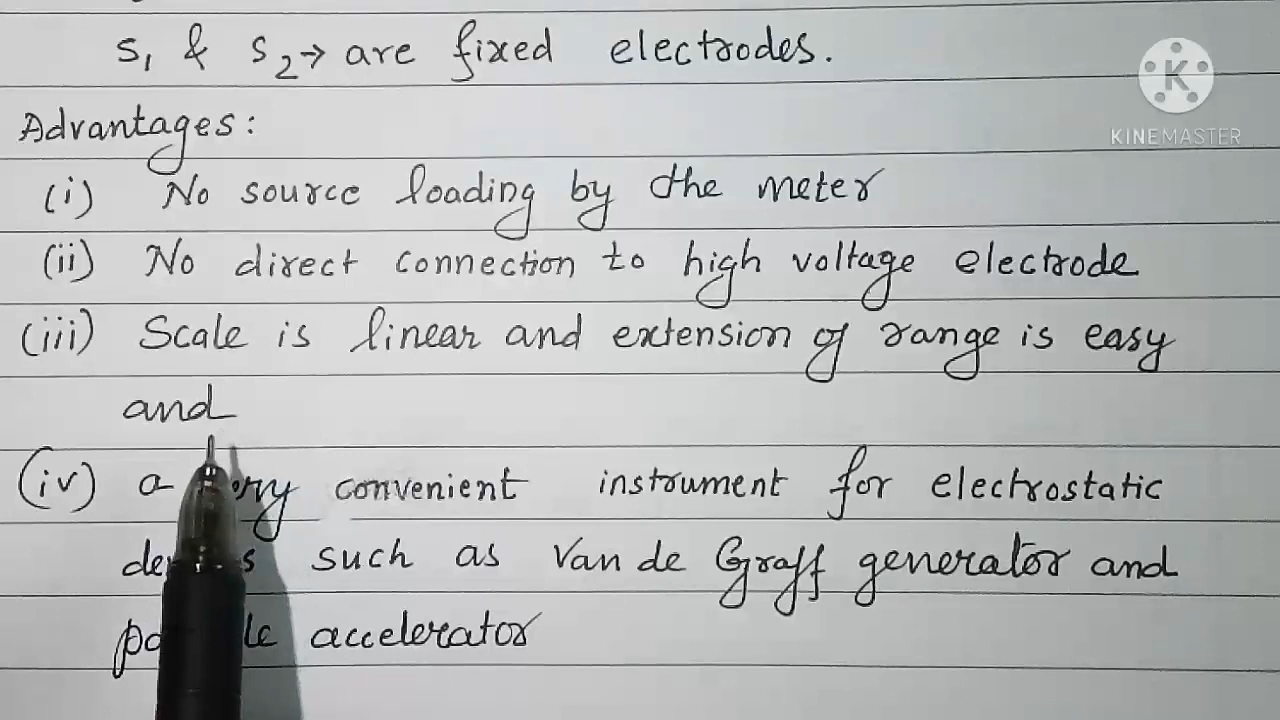 S₁ & S₂→ are fixed electrodes.
Advantages:
(i) No source loading by the meter
(ii) No direct connection to high voltage electrode
(iii) Scale is linear and extension of range is easy
and
(iv) a very convenient instrument for electrostatic
such as Van de Graff generator and
accelerator
K
KINEMASTER